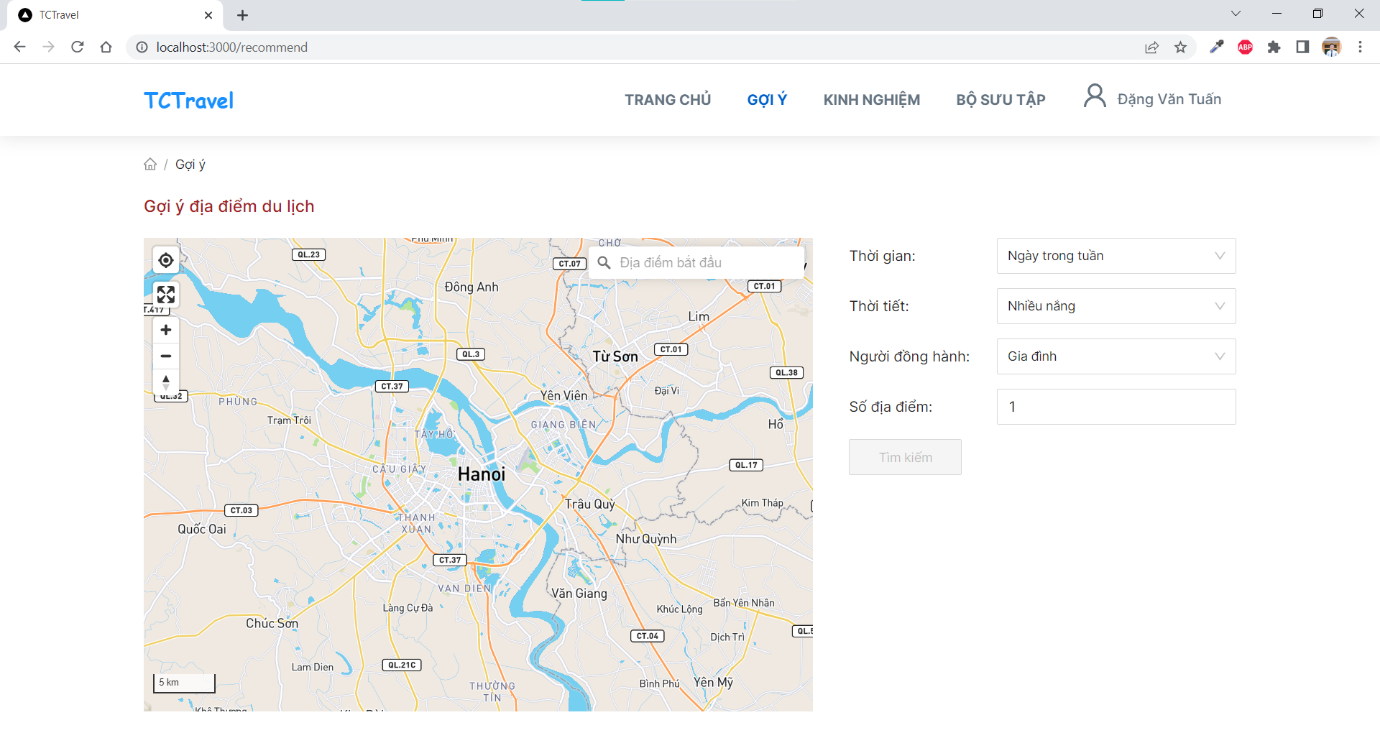 TCTravel
localhost:3000/recommend
ABP
TCTravel
TRANG CHỦ
GỢI Ý
KINH NGHIỆM
BỘ SƯU TẬP
Đặng Văn Tuấn
/ Gợi ý
Gợi ý địa điểm du lịch
Địa điểm bắt đầu
QL.23
CHỜ
CT.07
CT.01
Đông Anh
Lim
QL.3
Từ Sơn
CT.01
QL.38
CT.37
PHÙNG
Yên Viên
Đại Vi
Trạm Trôi
TÂY HỒ
GIANG BIÊN
Hồ
CẦU GIẤY
Hanoi
QL.17
CT.03
Trâu Quỳ
Kim Tháp
Quốc Oai
THANH
XUÂN
Như Quỳnh
CT.37
VAN DIEN
Văn Giang
Làng Cự Đà
Khúc Lộng
Bần Yên Nhân
Chúc Sơn
CT.04
Dịch Trì
Lam Dien
QL.21C
THƯỜNG
TÍN
Bình Phú
Yên Mỹ
5 km
Thời gian:
Ngày trong tuần
Thời tiết:
Nhiều nắng
Người đồng hành:
Gia đình
Số địa điểm:
1
Tìm kiếm